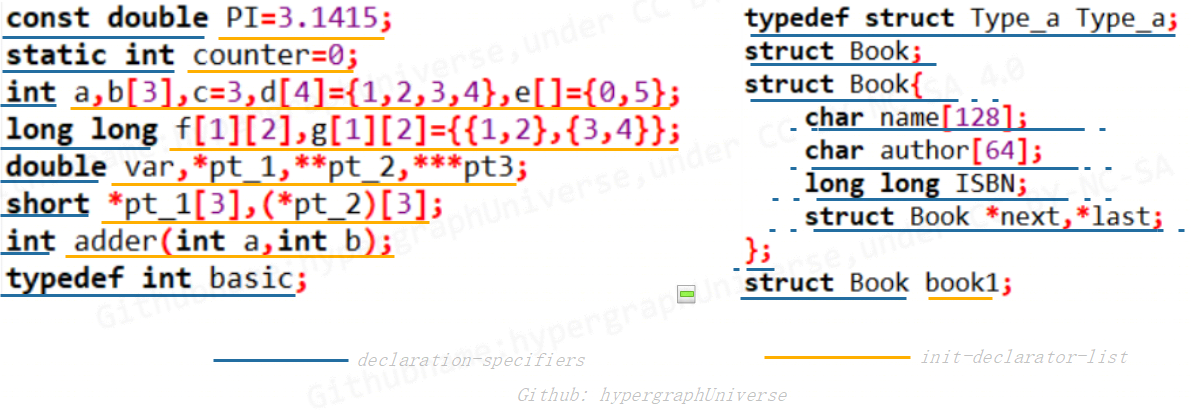 const double PI=3.1415;
static int counter=0;
int a,b[3],c=3,d[4]={1,2,3,4},e[]={0,5};
long long f[1][2],g[1][2]={{1,2},{3,4}};
double var,*pt_1,**pt_2,***pt3;
short *pt_1[3],(*pt_2)[3];
int adder(int a,int b);
typedef int basic;
typedef struct Type_a Type_a;
struct Book;
struct Book{
char name[128];
char author[64];
long long ISBN;
struct Book *next,*last;
};
struct Book book1;
declaration-specifiers
init-declarator-list
Github: hypergraphUniverse